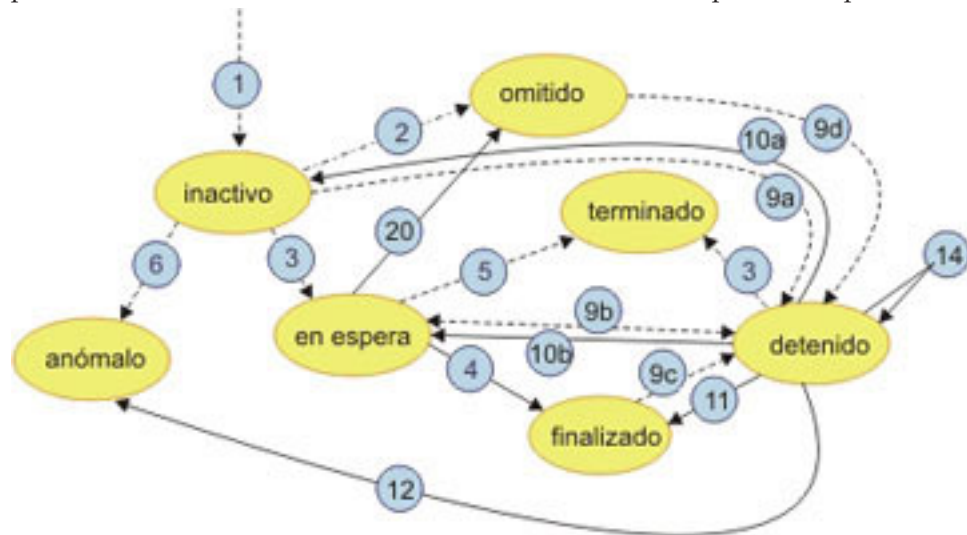 1
omitido
2
9d
10a
inactivo
9a
terminado
20
14
6
3
5
3
9b
en espera
detenido
anómalo
10b
4
9c
11
finalizado
12